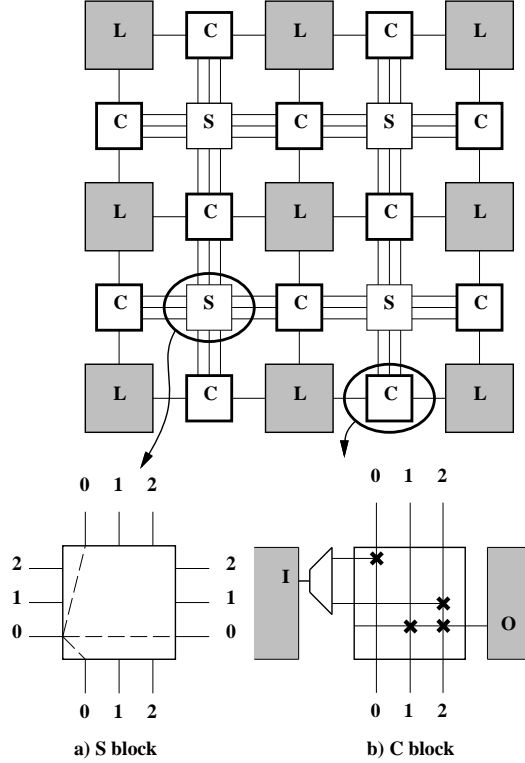 L C L C L
C S C S C
L C L C L
C S C S C
L C L C L
0 1 2
0 1 2
2 2
1 1
0 0
I
O
0 1 2
0 1 2
a) S block
b) C block